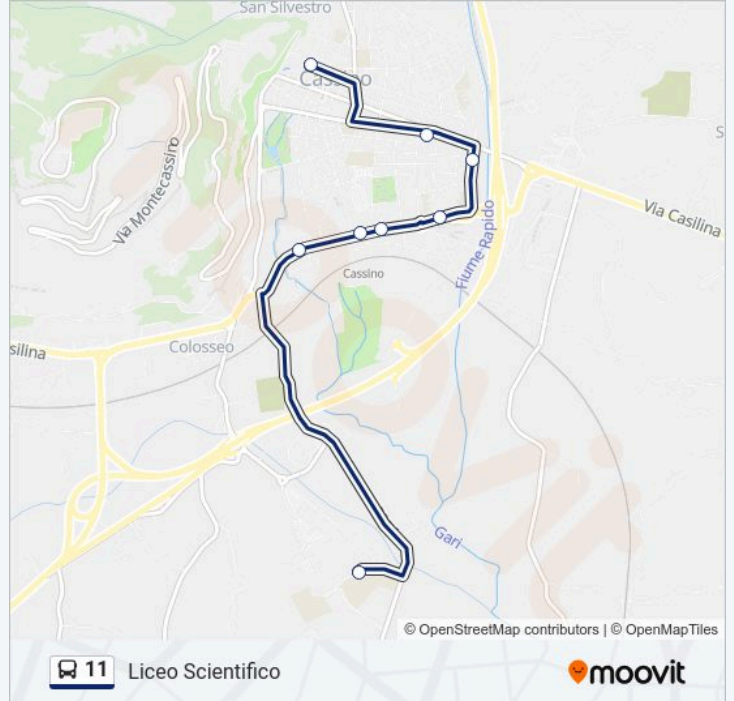 San Silvestro
Cassino
Via Montecassino
Via Casilina
Fiume Rapido
Cassino
silina
Colosseo
Gari
S
© OpenStreetMap contributors | © OpenMapTiles
11 Liceo Scientifico
moovit